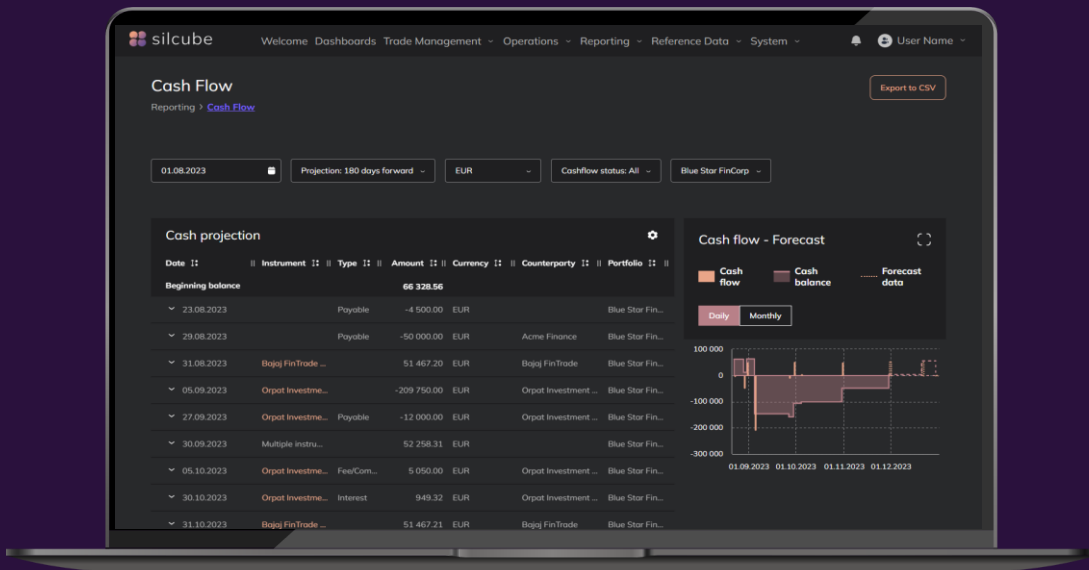 silcube
Welcome Dashboards Trade Management Operations Reporting Reference Data System User Name
Cash Flow
Export to CSV
Reporting > Cash Flow
01.08.2023 Projection: 180 days forward EUR Cashflow status: All Blue Star FinCorp
Cash projection
Date Instrument Type Amount Currency Counterparty Portfolio
Beginning balance 66 328.56
23.08.2023 Payable -4 500.00 EUR Blue Star Fin...
29.08.2023 Payable -50 000.00 EUR Acme Finance Blue Star Fin...
31.08.2023 Bajaj FinTrade ... 51 467.20 EUR Bajaj FinTrade Blue Star Fin...
05.09.2023 Orpat Investme... -209 750.00 EUR Orpat Investment ... Blue Star Fin...
27.09.2023 Orpat Investme... Payable -12 000.00 EUR Orpat Investment ... Blue Star Fin...
30.09.2023 Multiple instru... 52 258.31 EUR Blue Star Fin...
05.10.2023 Orpat Investme... Fee/Com... 5 050.00 EUR Orpat Investment ... Blue Star Fin...
30.10.2023 Orpat Investme... Interest 949.32 EUR Orpat Investment ... Blue Star Fin...
31.10.2023 Bajaj FinTrade ... 51 467.21 EUR Bajaj FinTrade Blue Star Fin...
Cash flow - Forecast
Cash flow
Cash balance
Forecast data
Daily Monthly
100 000
0
-100 000
-200 000
-300 000
01.09.2023 01.10.2023 01.11.2023 01.12.2023